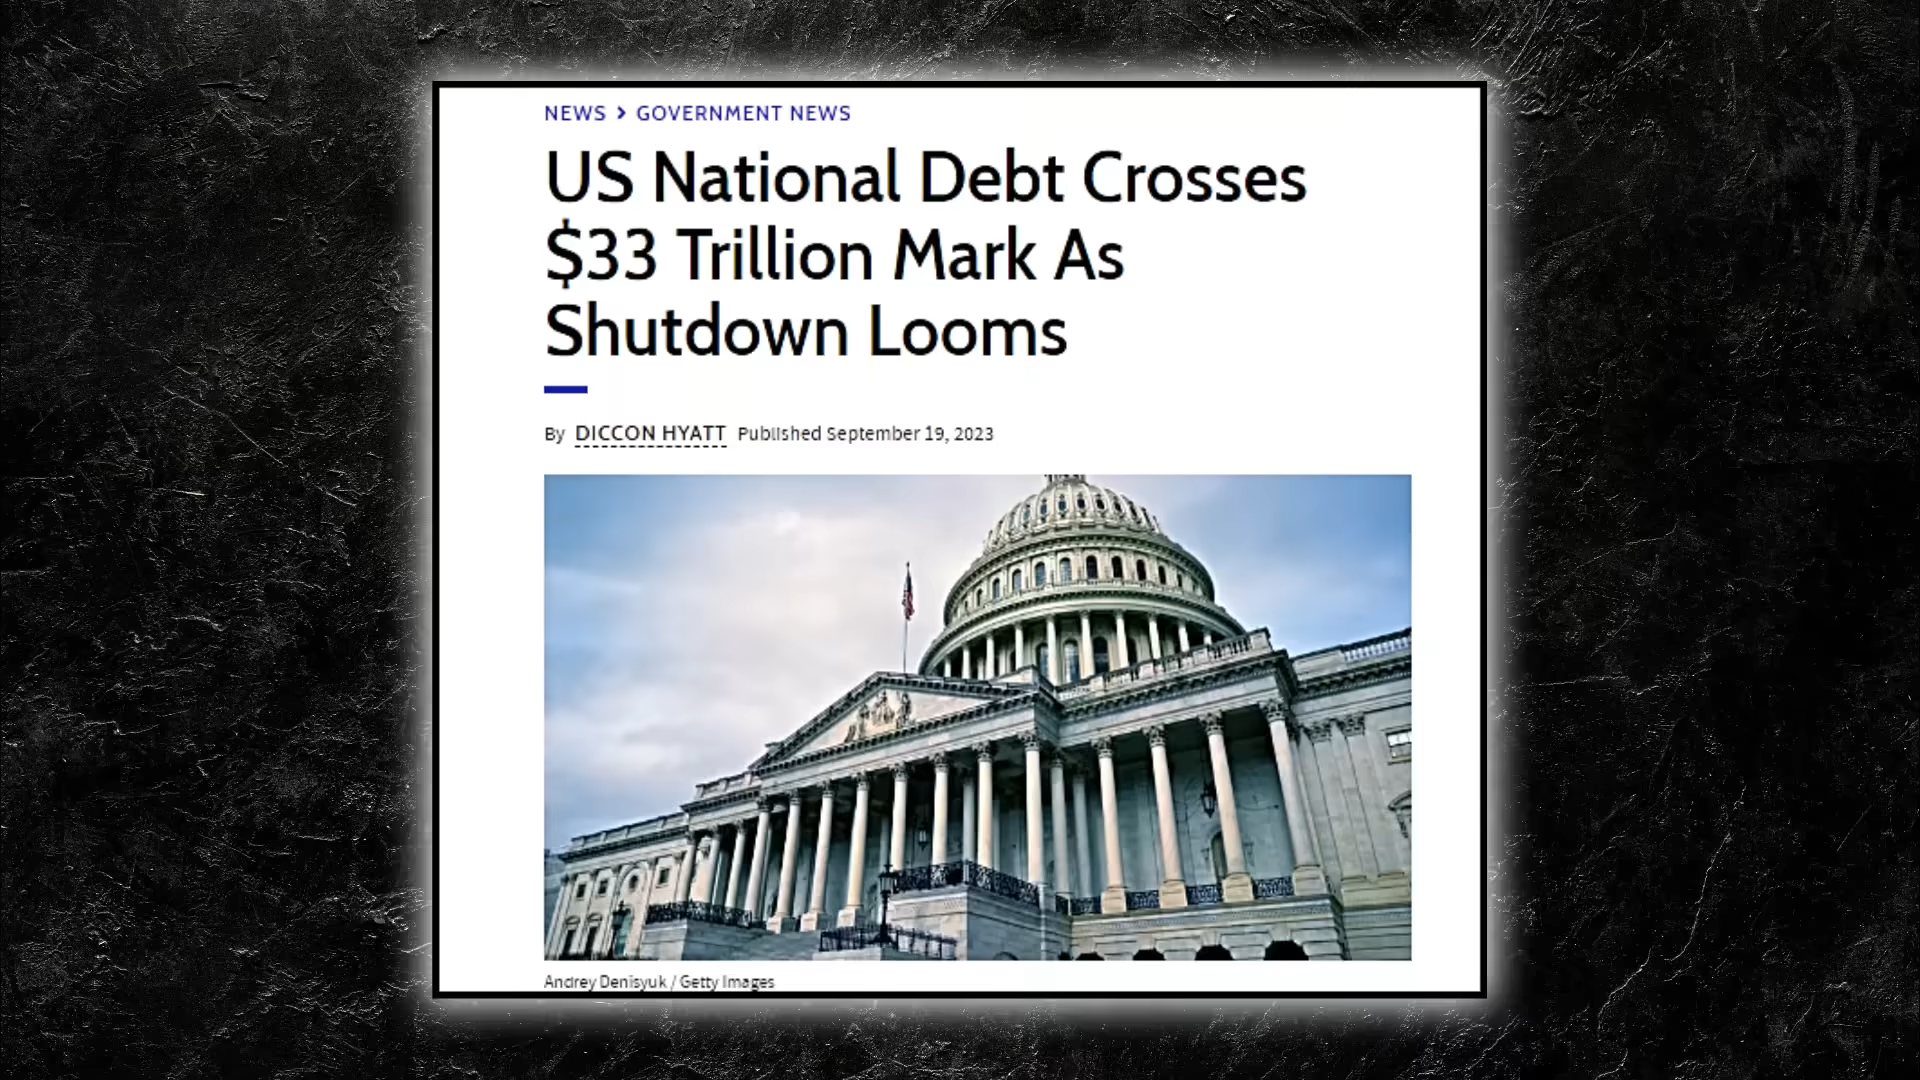 NEWS > GOVERNMENT NEWS
US National Debt Crosses
$33 Trillion Mark As
Shutdown Looms
By DICCON HYATT Published September 19, 2023
Andrey Denisyuk / Getty Images